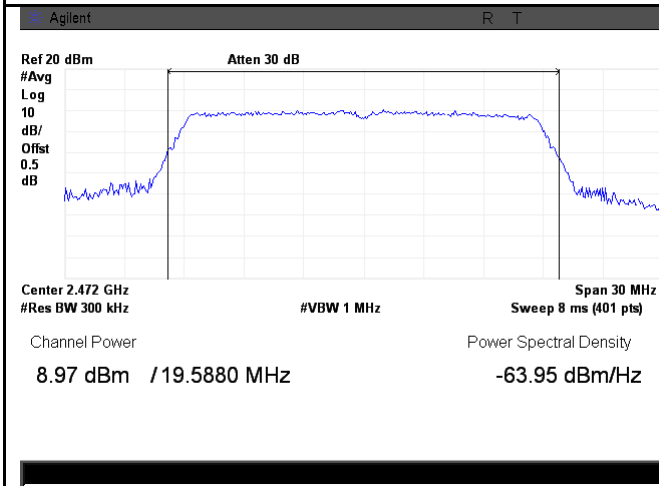 Agilent R T
Ref 20 dBm Atten 30 dB
#Avg
Log
10
dB/
Offst
0.5
dB
Center 2.472 GHz Span 30 MHz
#Res BW 300 kHz #VBW 1 MHz Sweep 8 ms (401 pts)
Channel Power Power Spectral Density
8.97 dBm / 19.5880 MHz -63.95 dBm/Hz